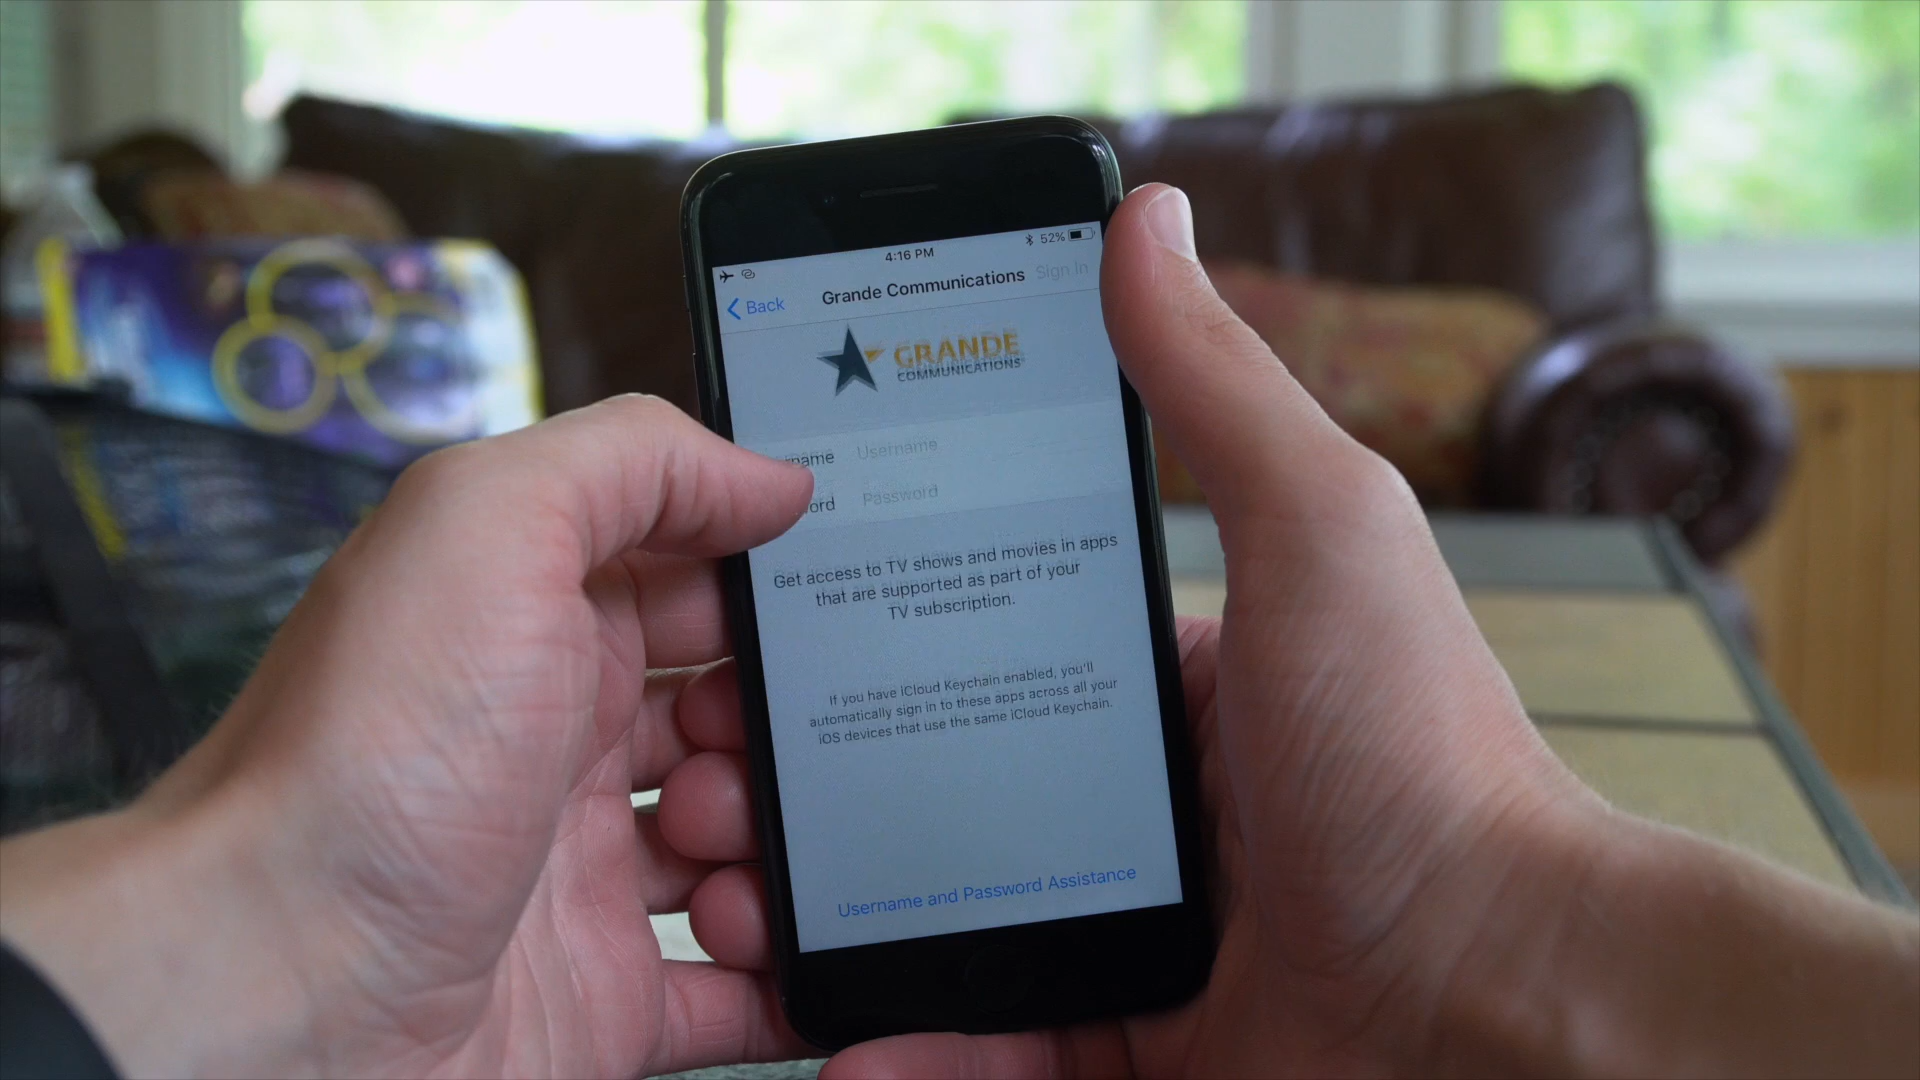 4:16 PM
52%
Back
Grande Communications
Sign In
GRANDE
COMMUNICATIONS
name Username
ord Password
Get access to TV shows and movies in apps
that are supported as part of your
TV subscription.
If you have iCloud Keychain enabled, you'll
automatically sign in to these apps across all your
iOS devices that use the same iCloud Keychain.
Username and Password Assistance